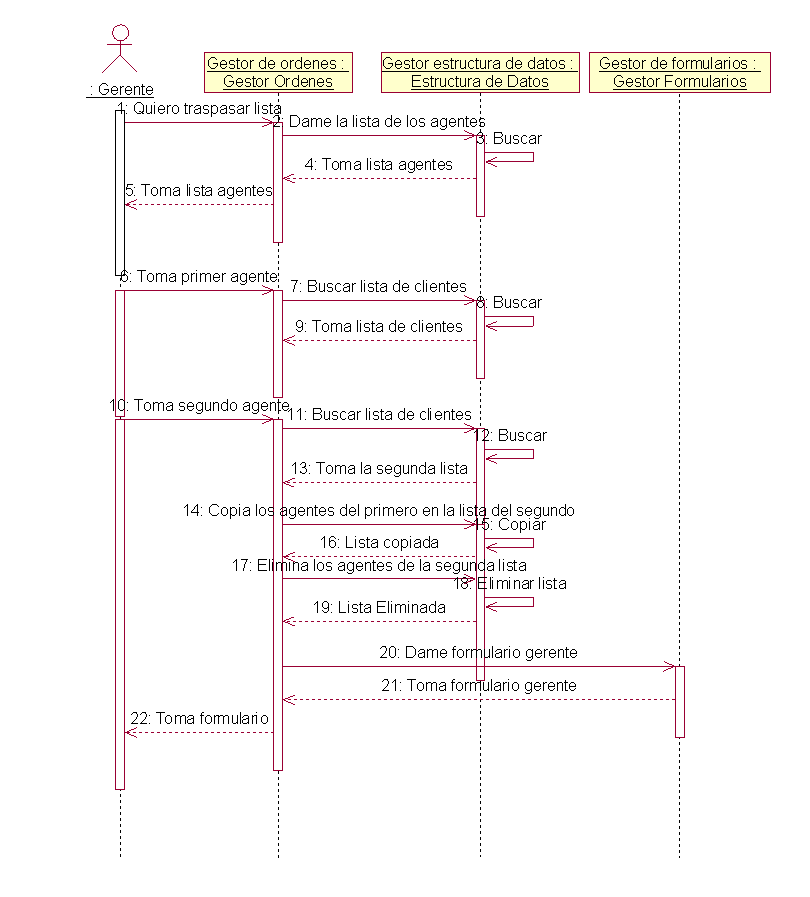 : Gerente
Gestor de ordenes :
Gestor Ordenes
Gestor estructura de datos :
Estructura de Datos
Gestor de formularios :
Gestor Formularios
1: Quiero traspasar lista
2: Dame la lista de los agentes
3: Buscar
4: Toma lista agentes
5: Toma lista agentes
6: Toma primer agente
7: Buscar lista de clientes
8: Buscar
9: Toma lista de clientes
10: Toma segundo agente
11: Buscar lista de clientes
12: Buscar
13: Toma la segunda lista
14: Copia los agentes del primero en la lista del segundo
15: Copiar
16: Lista copiada
17: Elimina los agentes de la segunda lista
18: Eliminar lista
19: Lista Eliminada
20: Dame formulario gerente
21: Toma formulario gerente
22: Toma formulario